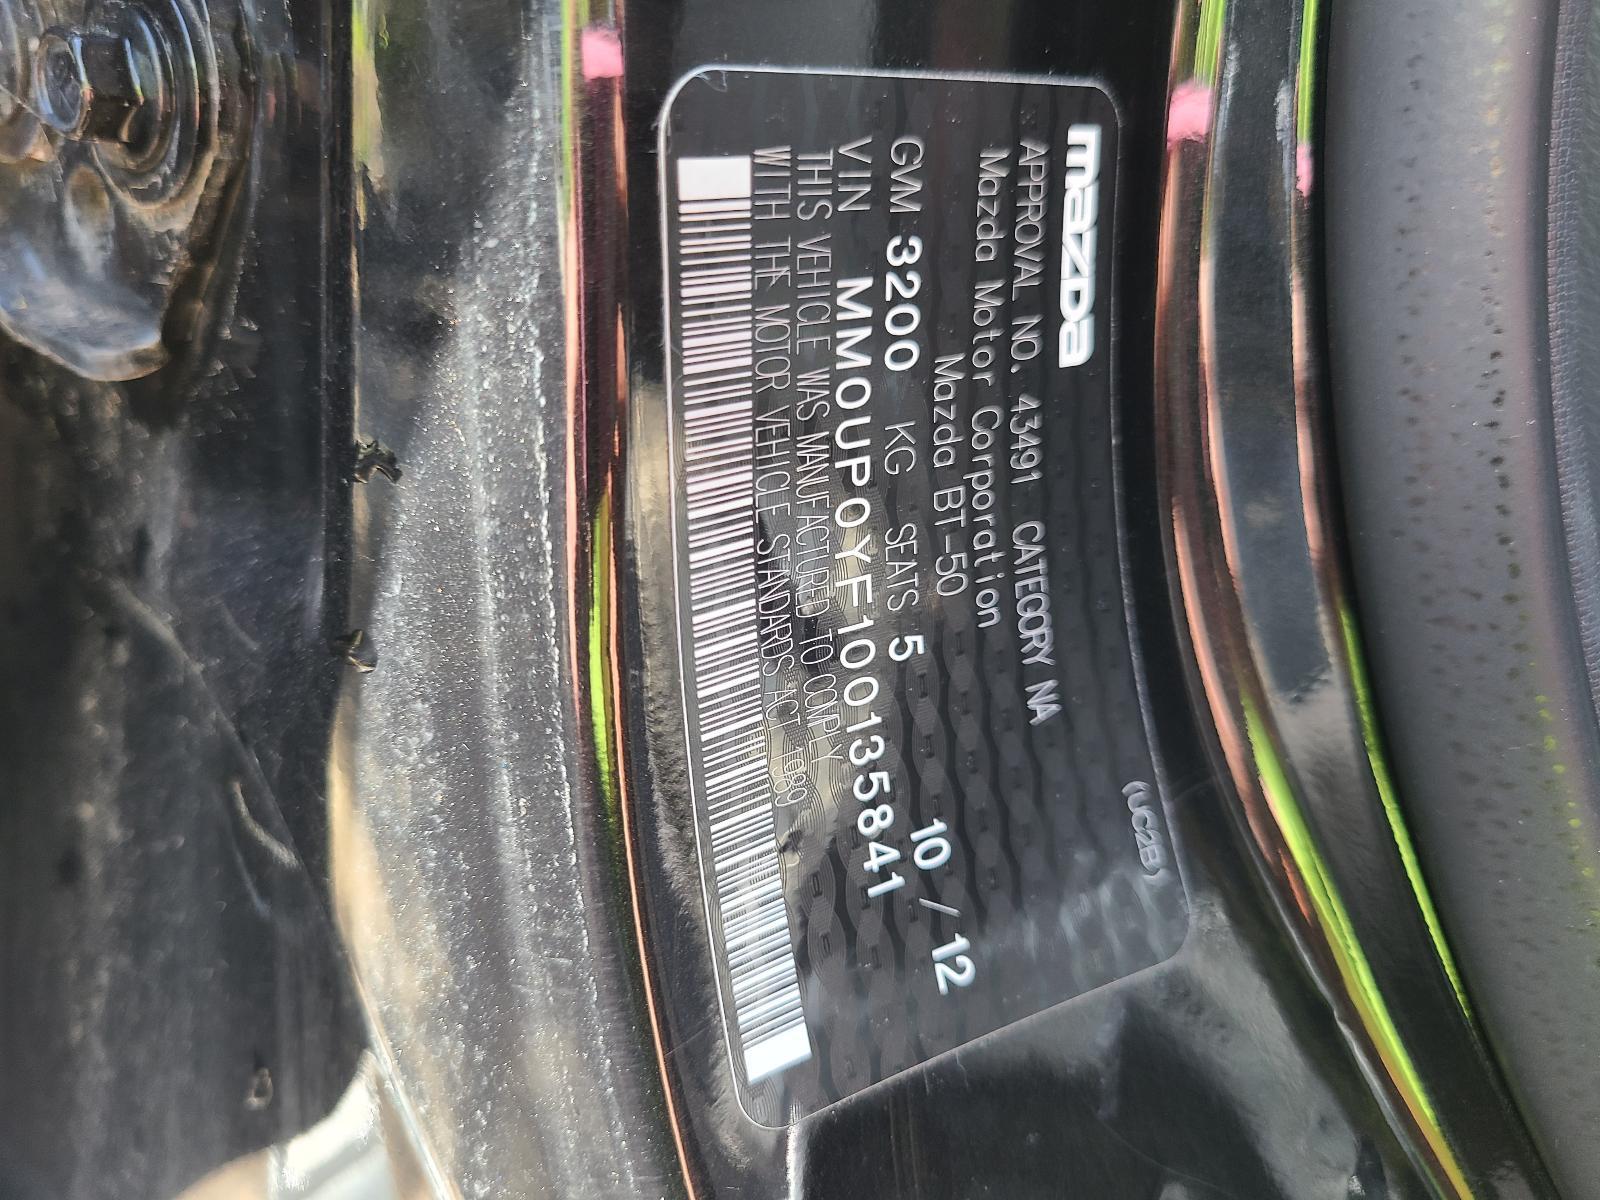 mazda
(UC2B)
APPROVAL NO. 43491 CATEGORY NA
Mazda Motor Corporation
Mazda BT-50
10/12
GVM 3200 KG SEATS 5
VIN MM0UP0YF100135841
THIS VEHICLE WAS MANUFACTURED TO COMPLY
WITH THE MOTOR VEHICLE STANDARDS ACT 1989